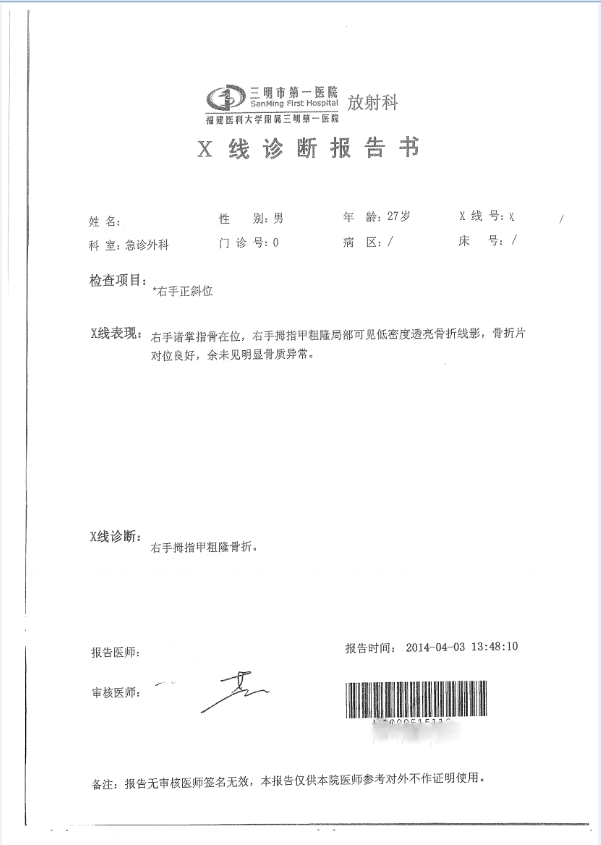 三明市第一医院
SanMing First Hospital
福建医科大学附属三明第一医院
放射科
X 线 诊 断 报 告 书
姓 名: 性 别:男 年 龄:27岁 X 线 号:X /
科 室:急诊外科 门 诊 号:0 病 区:/ 床 号:/
检查项目:
*右手正斜位
X线表现: 右手诸掌指骨在位，右手拇指甲粗隆局部可见低密度透亮骨折线影，骨折片
对位良好，余未见明显骨质异常。
X线诊断:
右手拇指甲粗隆骨折。
报告医师: 报告时间: 2014-04-03 13:48:10
审核医师:
备注: 报告无审核医师签名无效，本报告仅供本院医师参考对外不作证明使用。